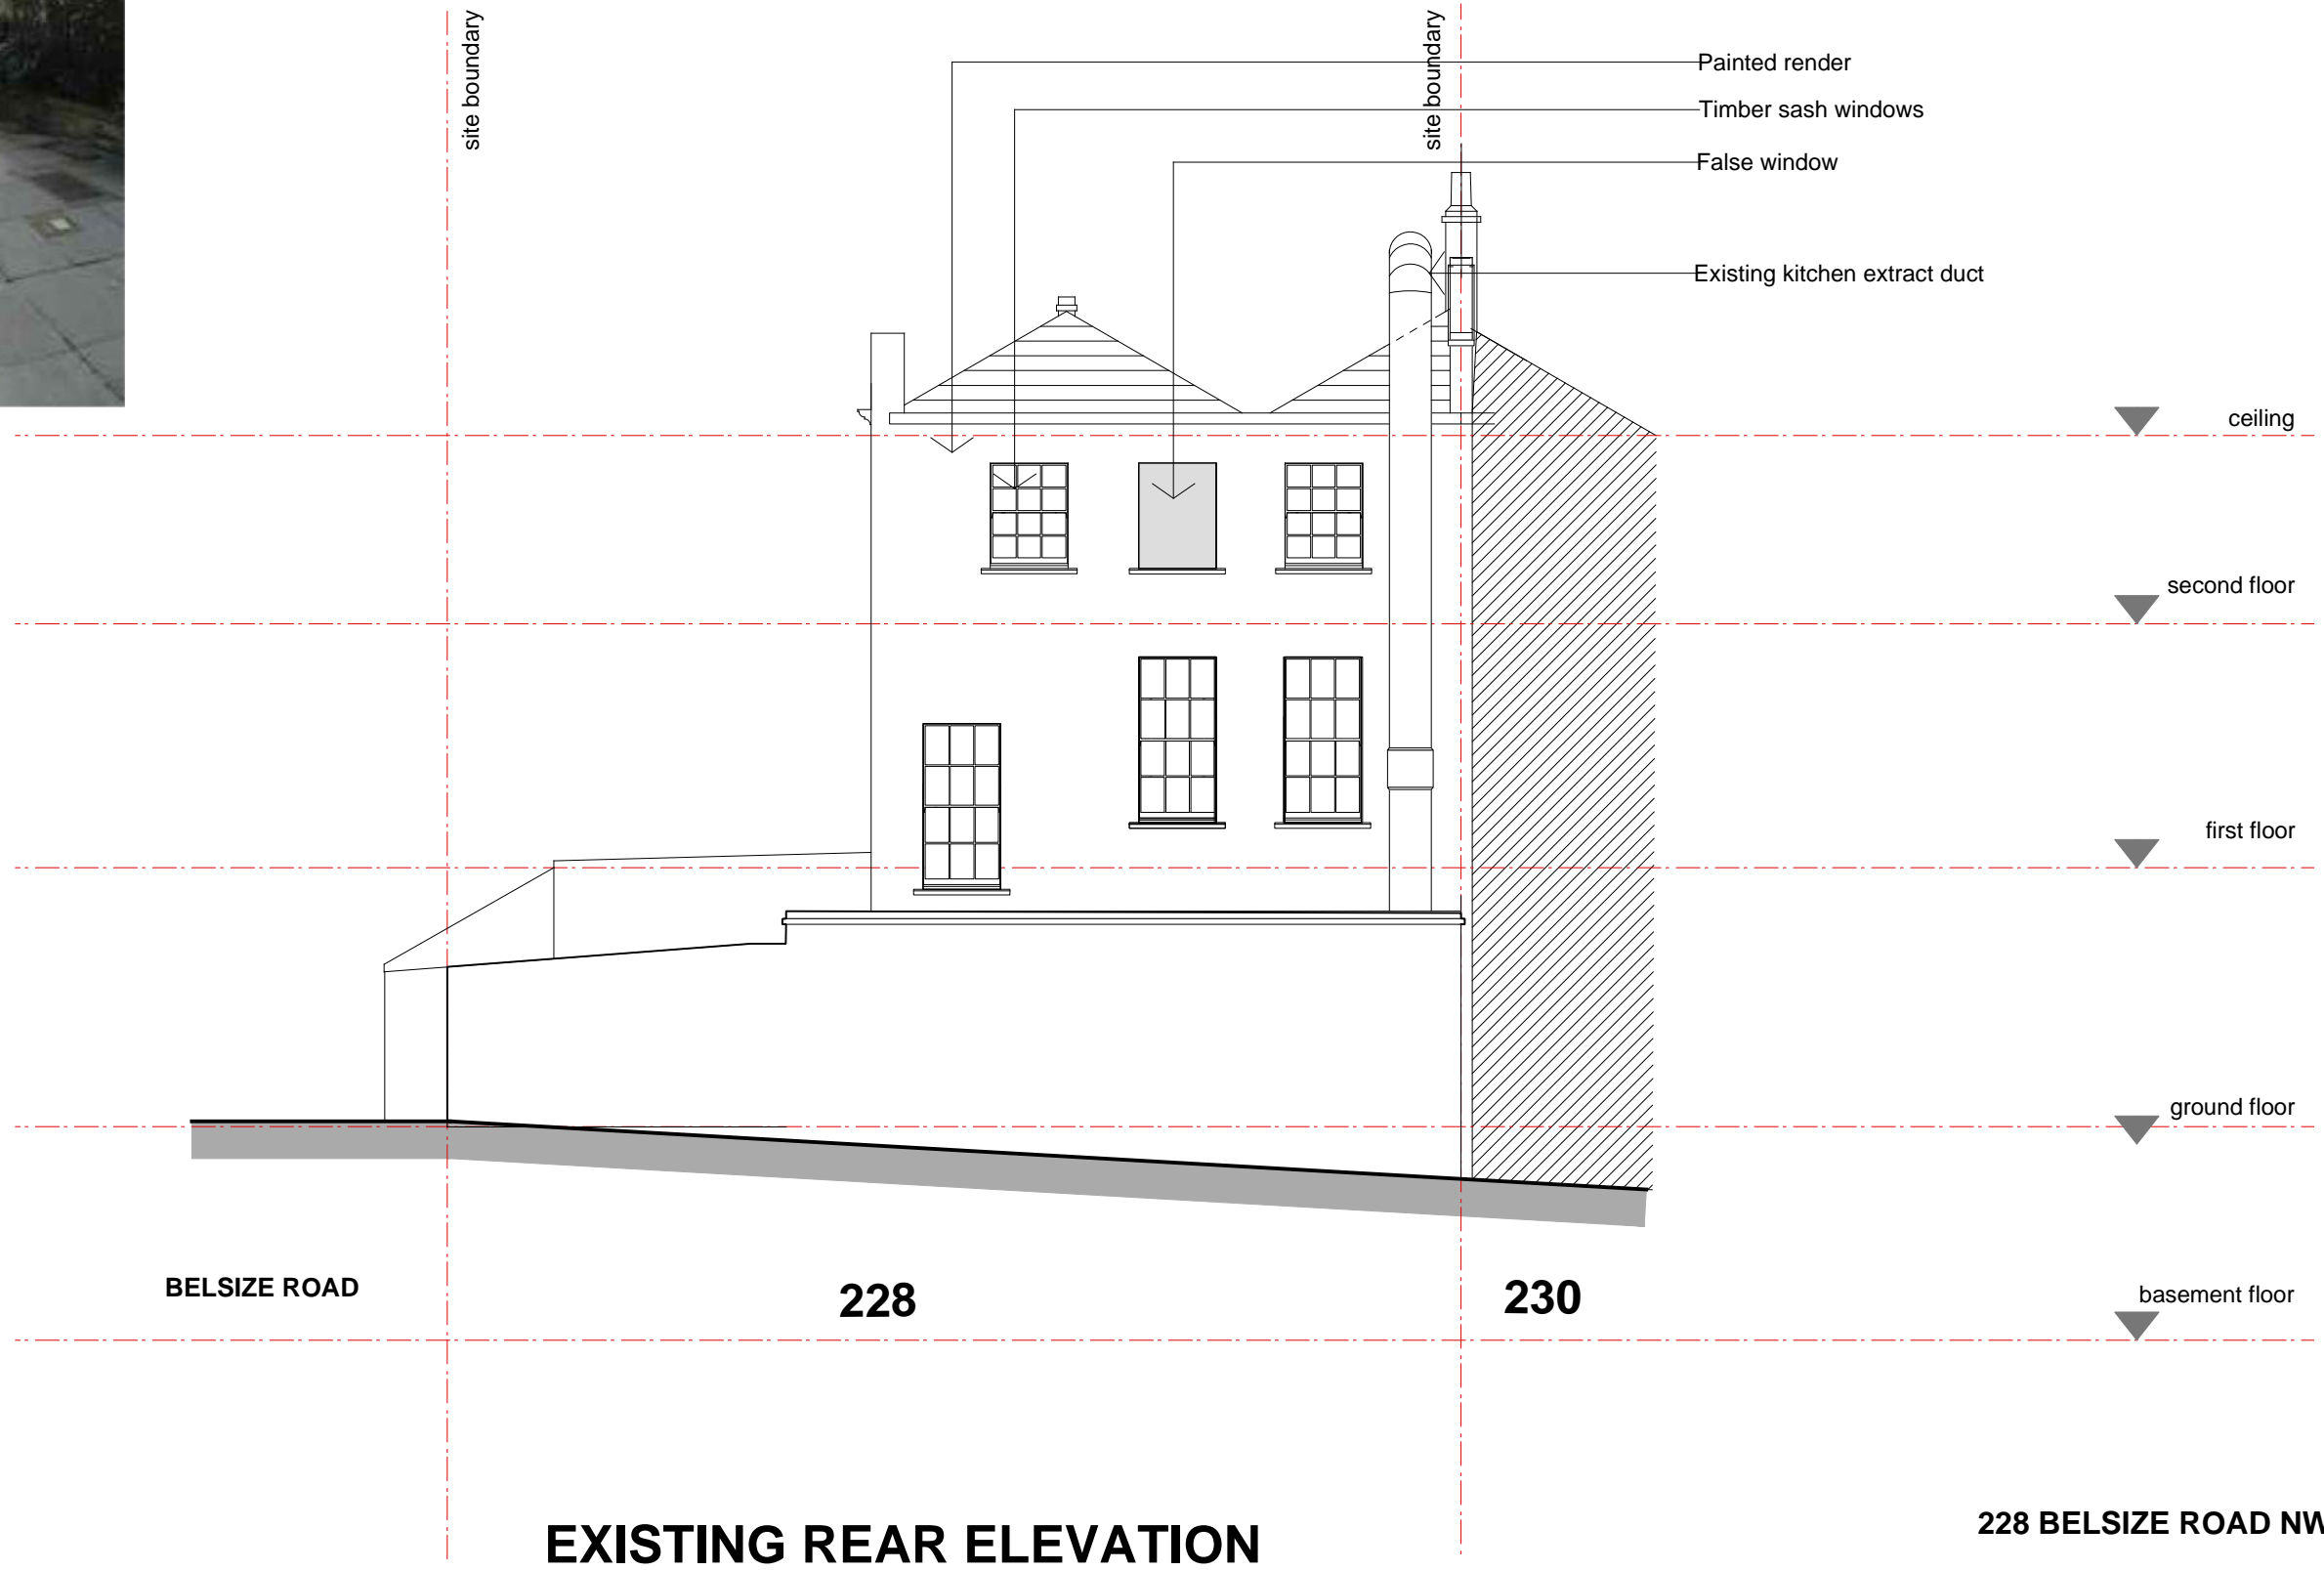 site boundary
site boundary
Painted render
Timber sash windows
False window
Existing kitchen extract duct
ceiling
second floor
first floor
ground floor
basement floor
BELSIZE ROAD
228
230
EXISTING REAR ELEVATION
228 BELSIZE ROAD NW